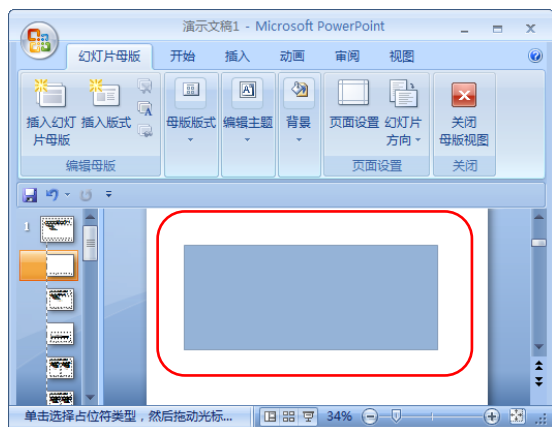 演示文稿1 - Microsoft PowerPoint
幻灯片母版 开始 插入 动画 审阅 视图
插入幻灯片母版 插入版式 母版版式 编辑主题 背景 页面设置 幻灯片方向 关闭母版视图
编辑母版 页面设置 关闭
1
单击选择占位符类型，然后拖动光标... 34%